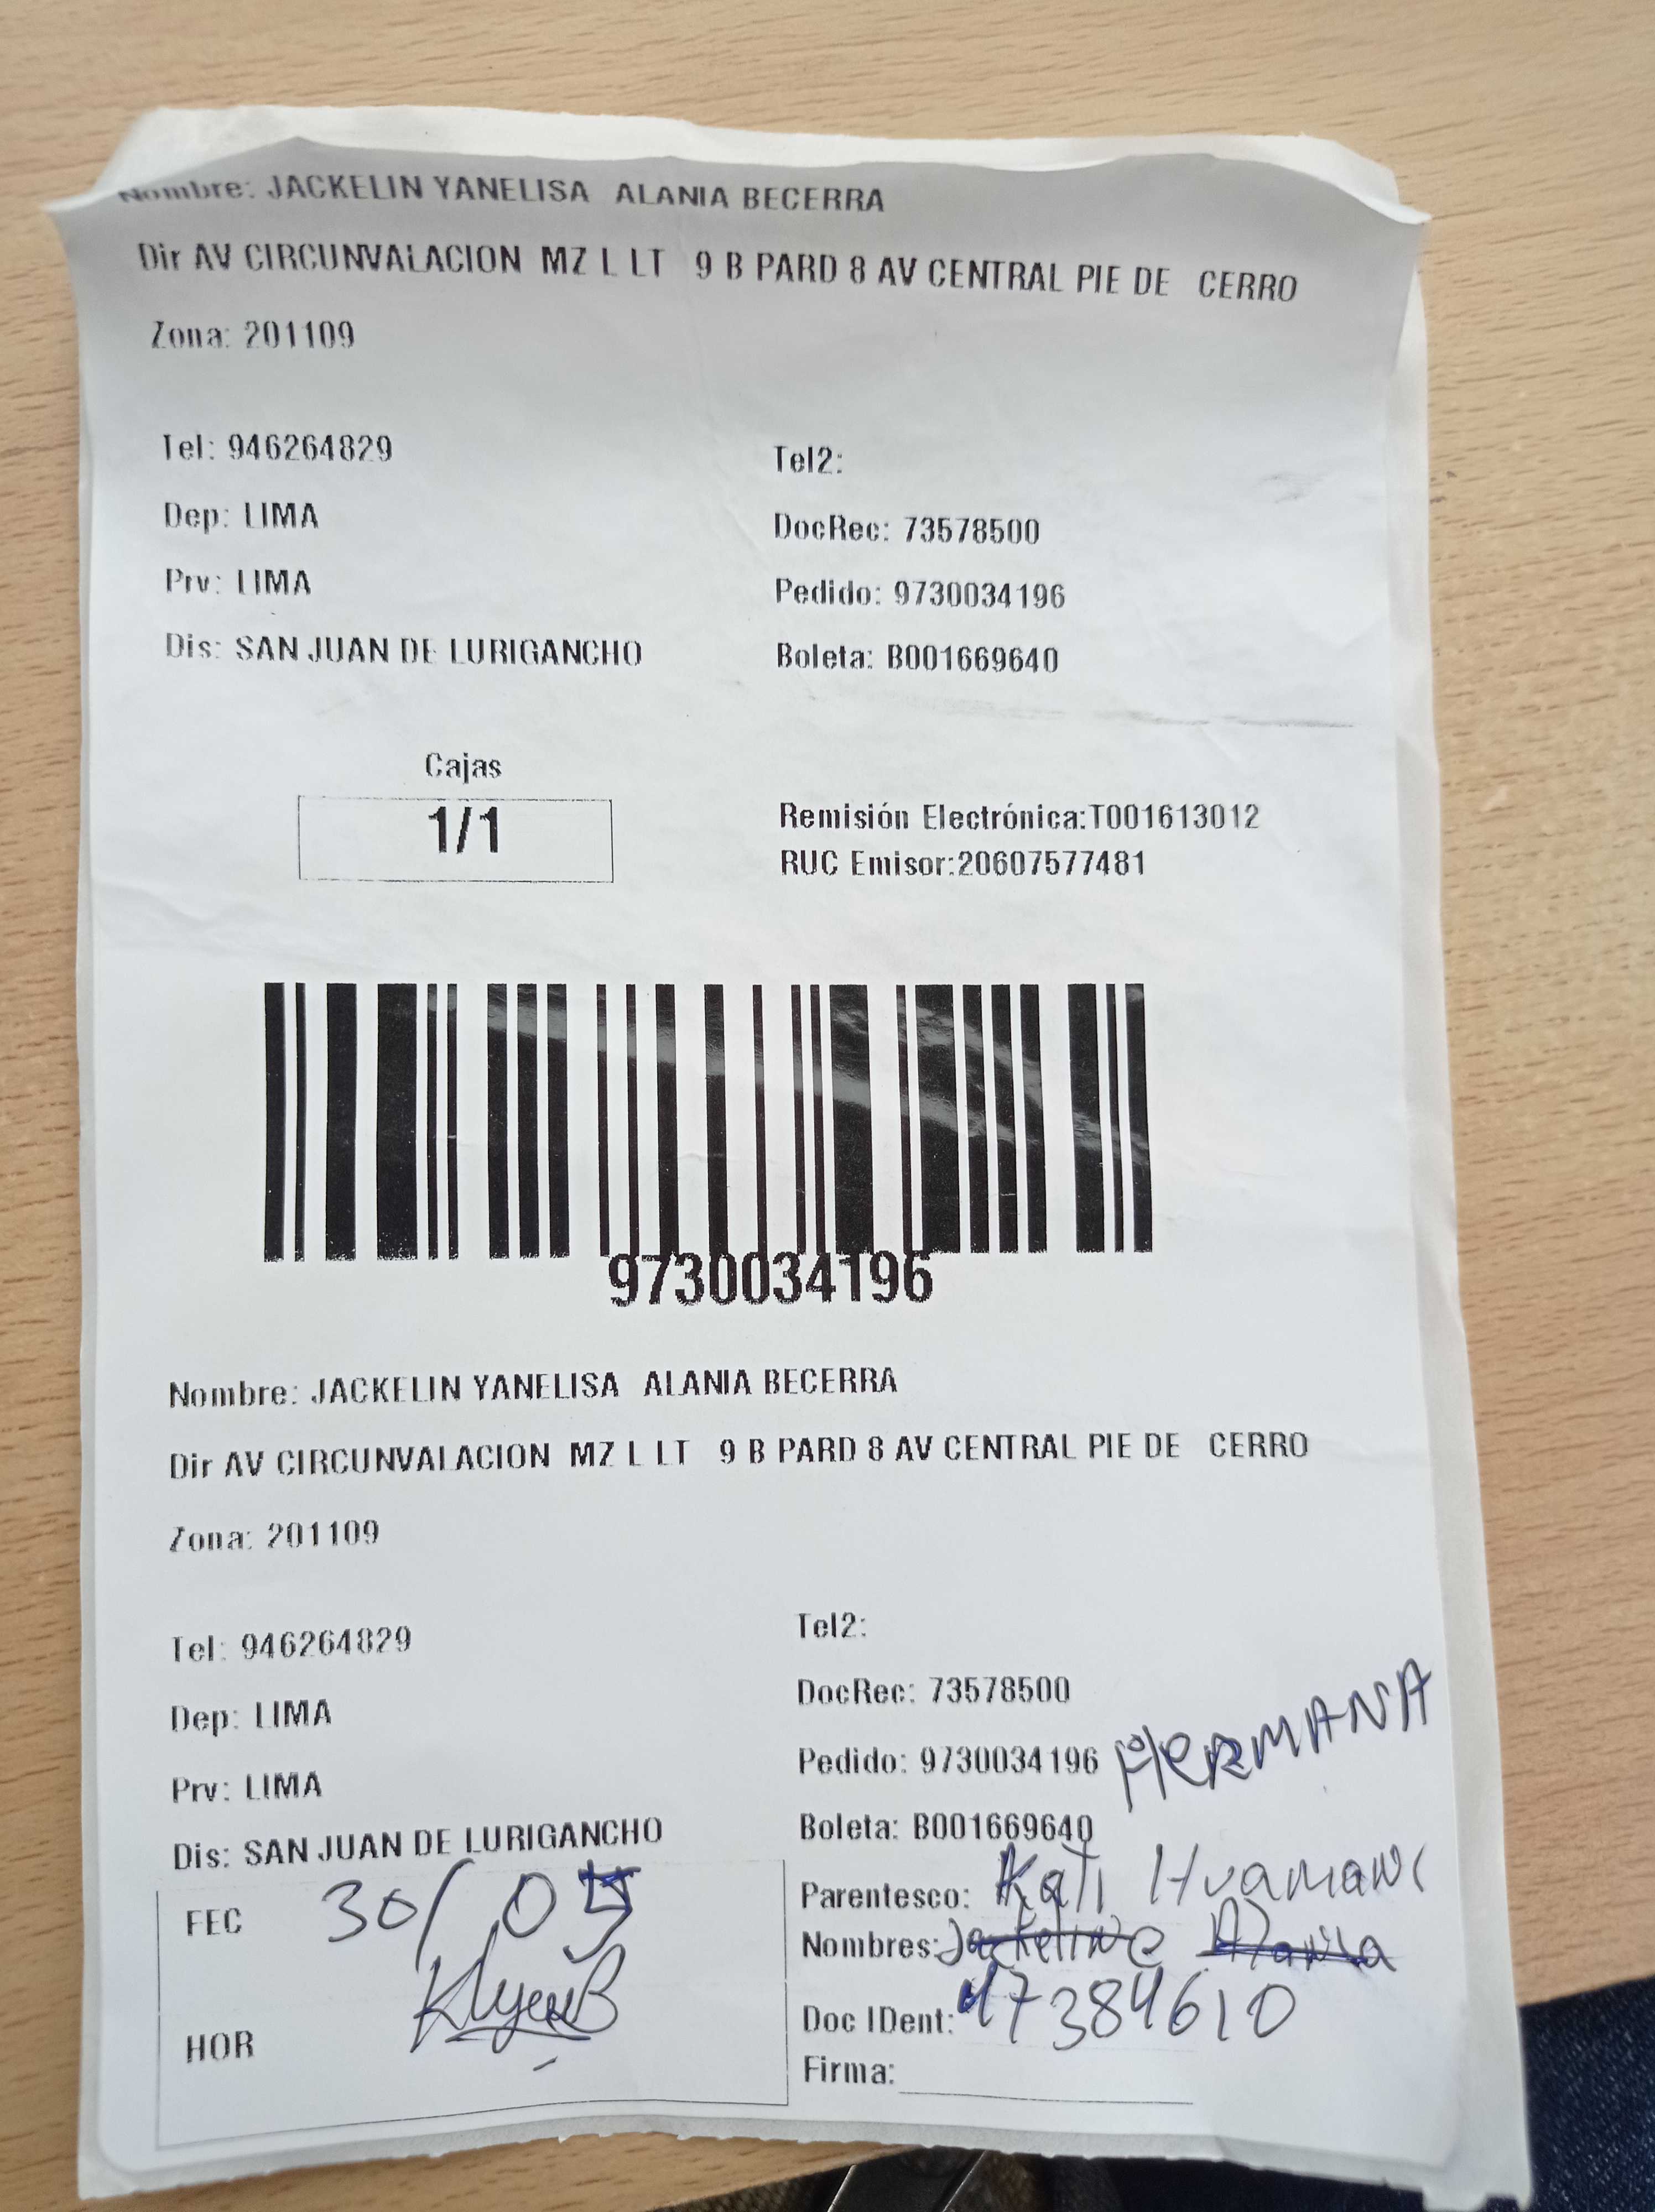 Nombre: JACKELIN YANELISA ALANIA BECERRA
Dir AV CIRCUNVALACION MZ L LT 9 B PARD 8 AV CENTRAL PIE DE CERRO
Zona: 201109
Tel: 946264829
Tel2:
Dep: LIMA
DocRec: 73578500
Prv: LIMA
Pedido: 9730034196
Dis: SAN JUAN DE LURIGANCHO
Boleta: B001669640
Cajas
1/1
Remisión Electrónica:T001613012
RUC Emisor:20607577481
9730034196
Nombre: JACKELIN YANELISA ALANIA BECERRA
Dir AV CIRCUNVALACION MZ L LT 9 B PARD 8 AV CENTRAL PIE DE CERRO
Zona: 201109
Tel: 946264829
Tel2:
Dep: LIMA
DocRec: 73578500
Prv: LIMA
Pedido: 9730034196 HERMANA
Dis: SAN JUAN DE LURIGANCHO
Boleta: B001669640
FEC 30/05
Parentesco: Kati Huamani
Nombres: Jackeline Alania
HOR
Doc IDent: 47384610
Firma: